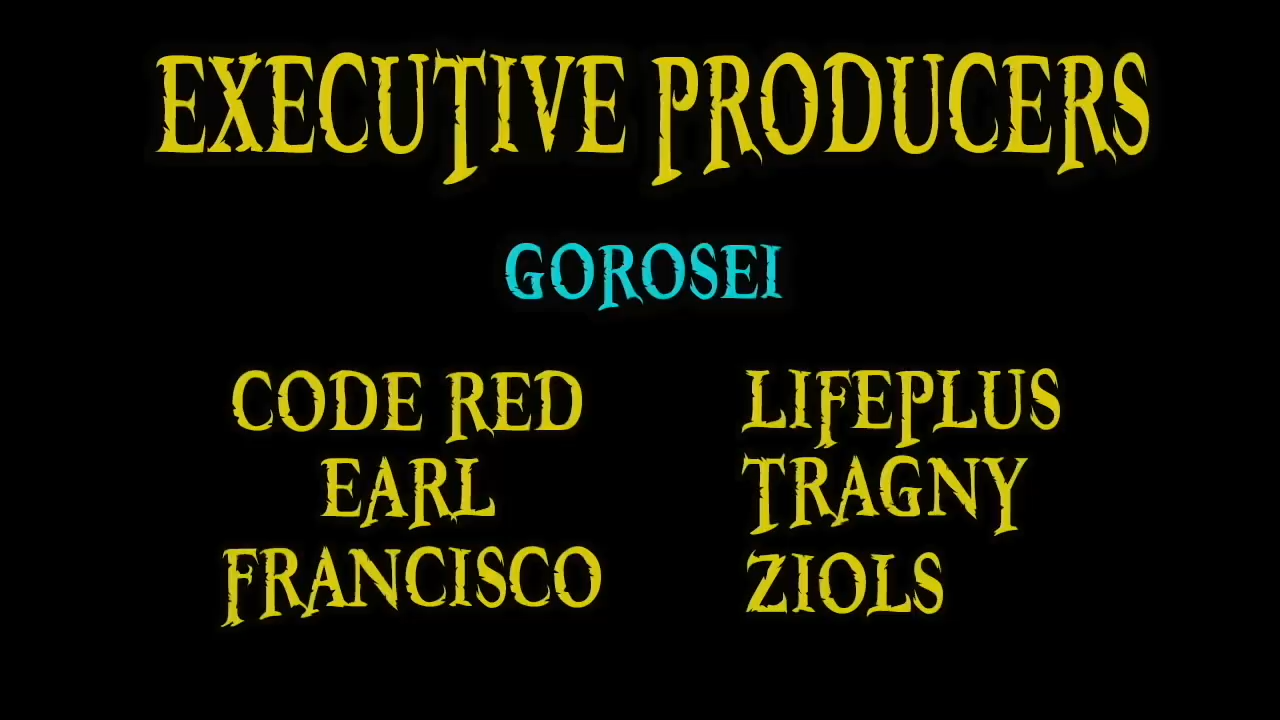 EXECUTIVE PRODUCERS
GOROSEI
CODE RED
EARL
FRANCISCO
LIFEPLUS
TRAGNY
ZIOLS